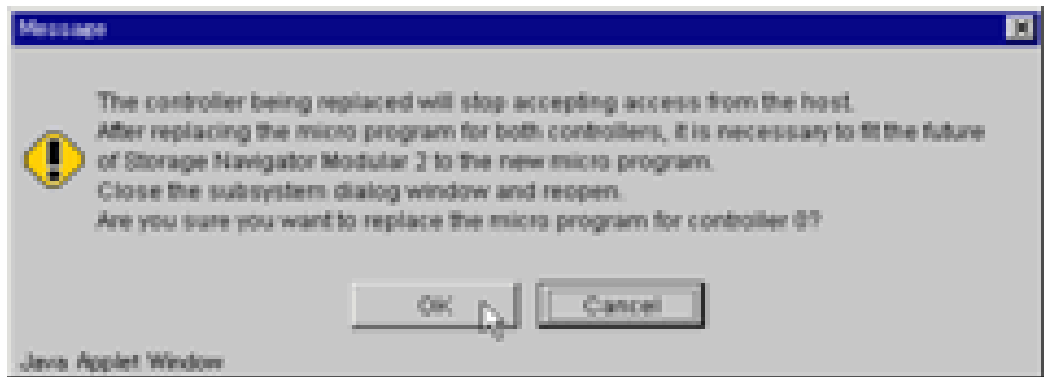 Message
The controller being replaced will stop accepting access from the host.
After replacing the micro program for both controllers, it is necessary to fit the future
of Storage Navigator Modular 2 to the new micro program.
Close the subsystem dialog window and reopen.
Are you sure you want to replace the micro program for controller 0?
OK Cancel
Java Applet Window